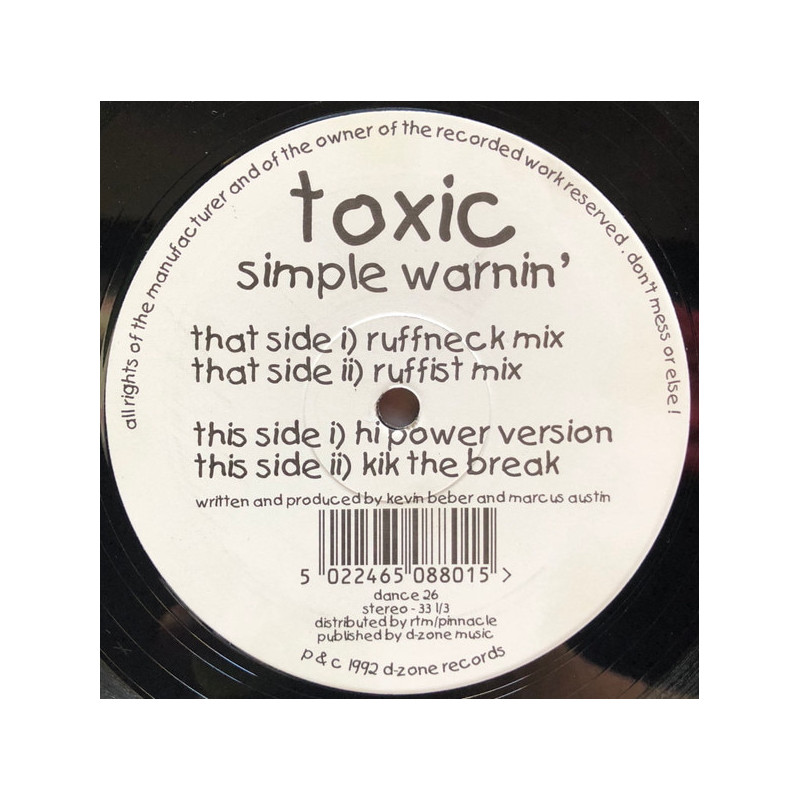 all rights of the manufacturer and of the owner of the recorded work reserved . don't mess or else !
toxic
simple warnin'
that side i) ruffneck mix
that side ii) ruffist mix
this side i) hi power version
this side ii) kik the break
written and produced by kevin beber and marcus austin
5 022465 088015 >
dance 26
stereo - 33 1/3
distributed by rtm/pinnacle
published by d-zone music
p & c 1992 d-zone records